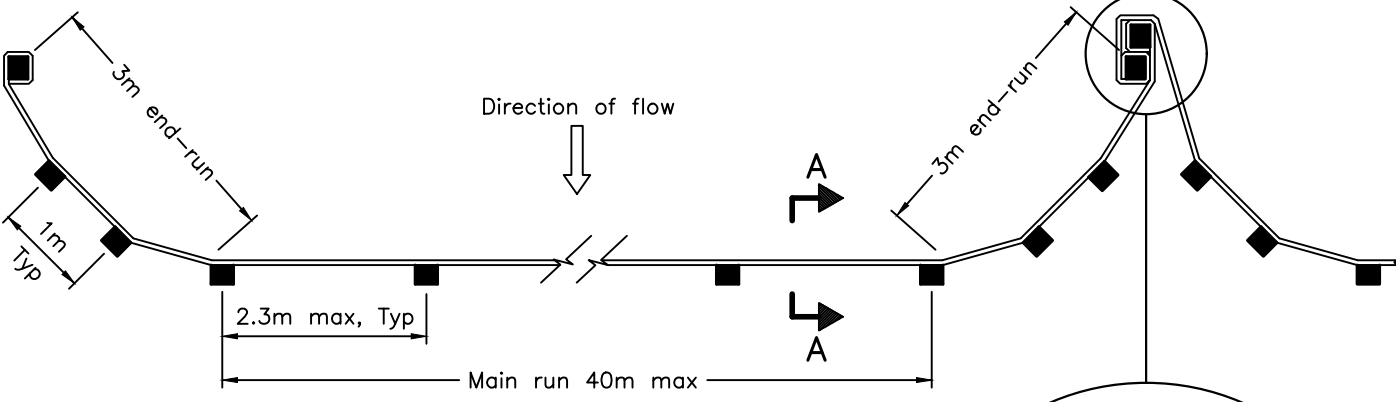 3m end-run
Direction of flow
3m end-run
A
1m
Typ
2.3m max, Typ
A
Main run 40m max